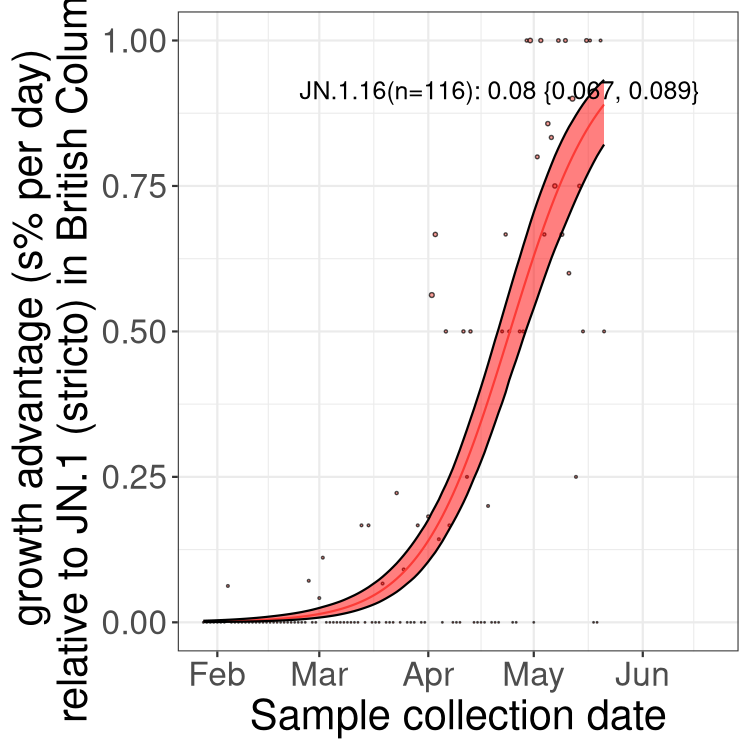 growth advantage (s% per day)
relative to JN.1 (stricto) in British Colum
1.00
0.75
0.50
0.25
0.00
JN.1.16(n=116): 0.08 {0.067, 0.089}
Feb Mar Apr May Jun
Sample collection date